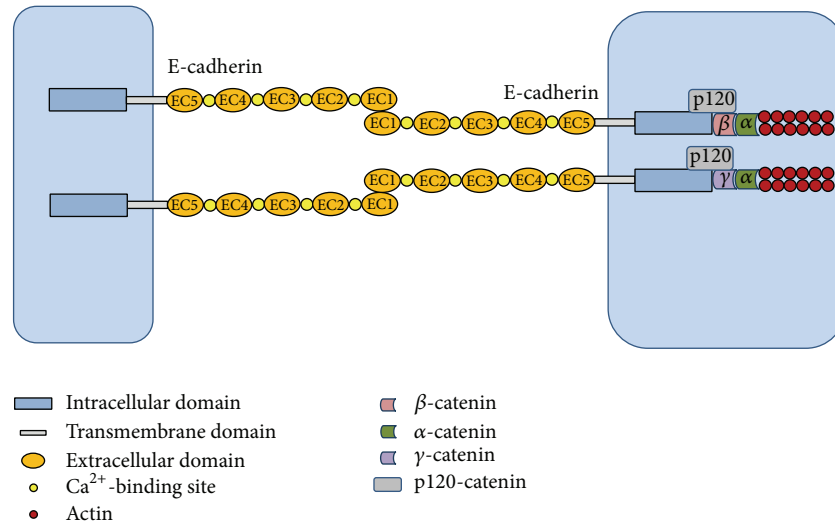 E-cadherin
EC5 EC4 EC3 EC2 EC1
E-cadherin
EC1 EC2 EC3 EC4 EC5
p120
β α
p120
EC1 EC2 EC3 EC4 EC5
γ α
EC5 EC4 EC3 EC2 EC1
Intracellular domain
Transmembrane domain
Extracellular domain
Ca²⁺-binding site
Actin
β-catenin
α-catenin
γ-catenin
p120-catenin